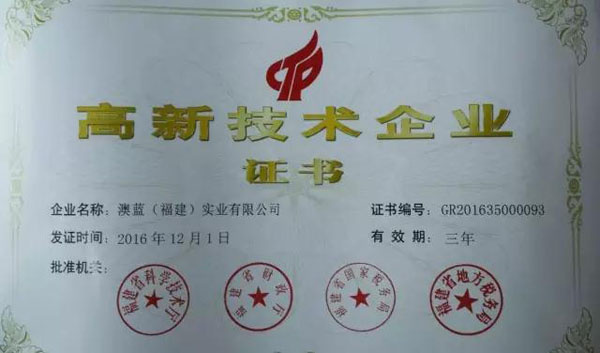 高新技术企业
证书
企业名称：澳蓝（福建）实业有限公司
证书编号：GR201635000093
发证时间：2016年12月1日
有效期：三年
批准机关：
福建省科学技术厅
福建省财政厅
福建省国家税务局
福建省地方税务局